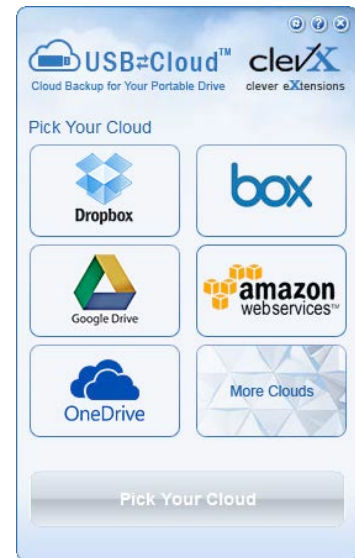 USB⇄Cloud™
clevX
Cloud Backup for Your Portable Drive
clever eXtensions
Pick Your Cloud
Dropbox
box
Google Drive
amazon
webservices™
OneDrive
More Clouds
Pick Your Cloud